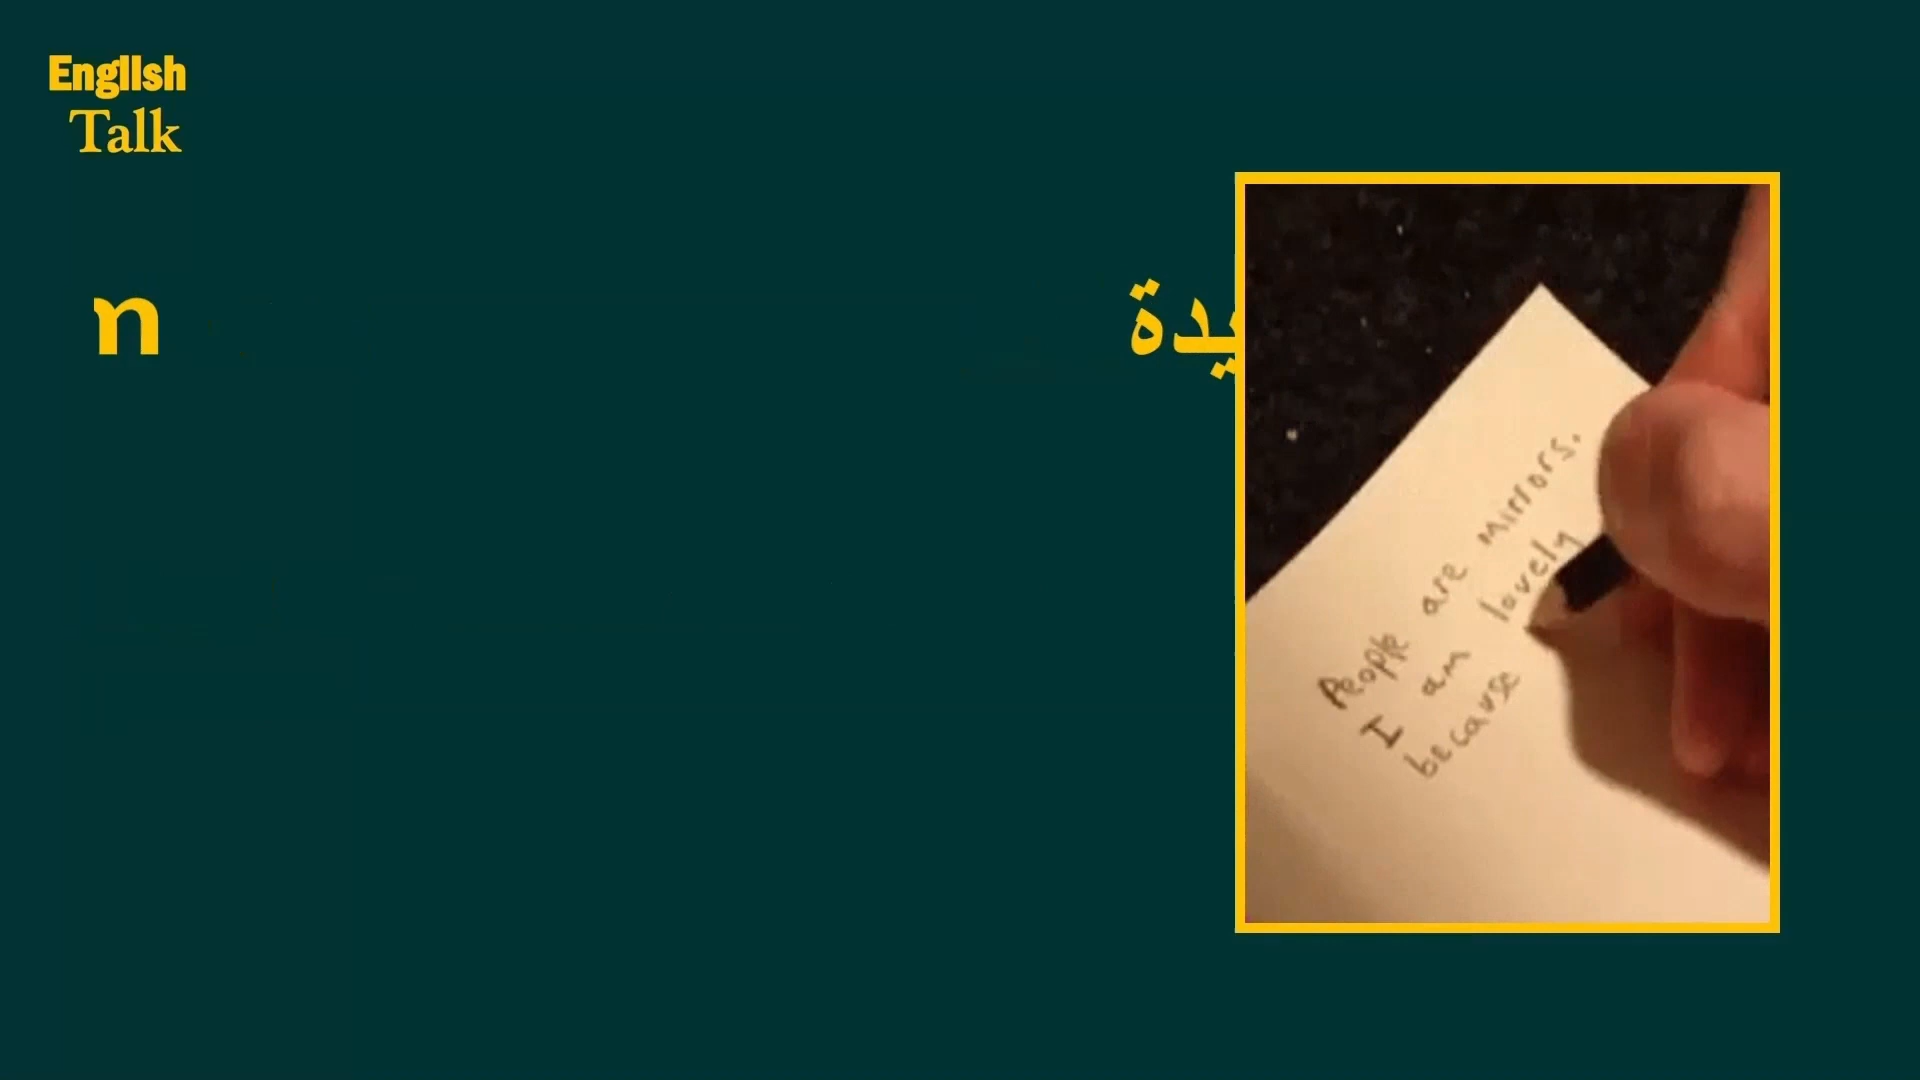 English
Talk
n
يدة
People are mirrors.
I am lovely
because